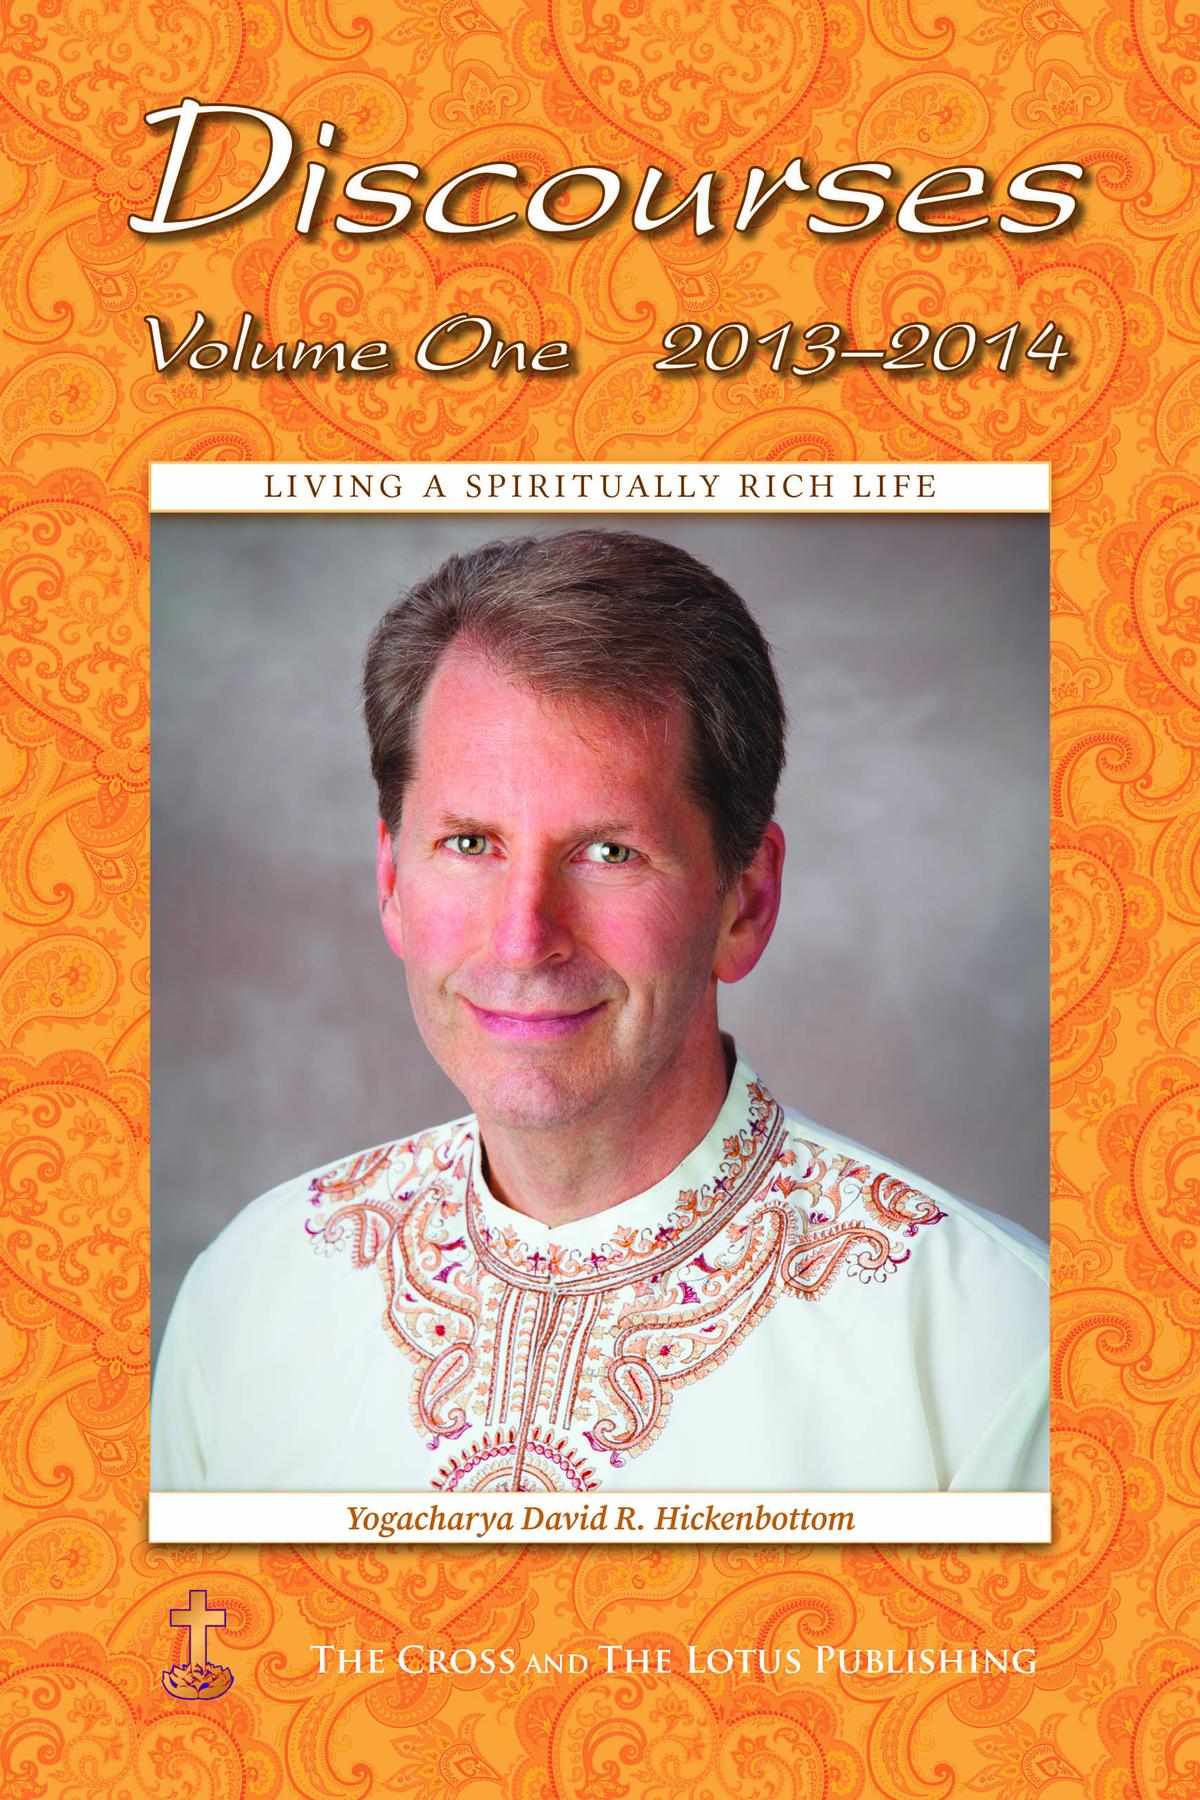 Discourses
Volume One 2013–2014
LIVING A SPIRITUALLY RICH LIFE
Yogacharya David R. Hickenbottom
THE CROSS AND THE LOTUS PUBLISHING